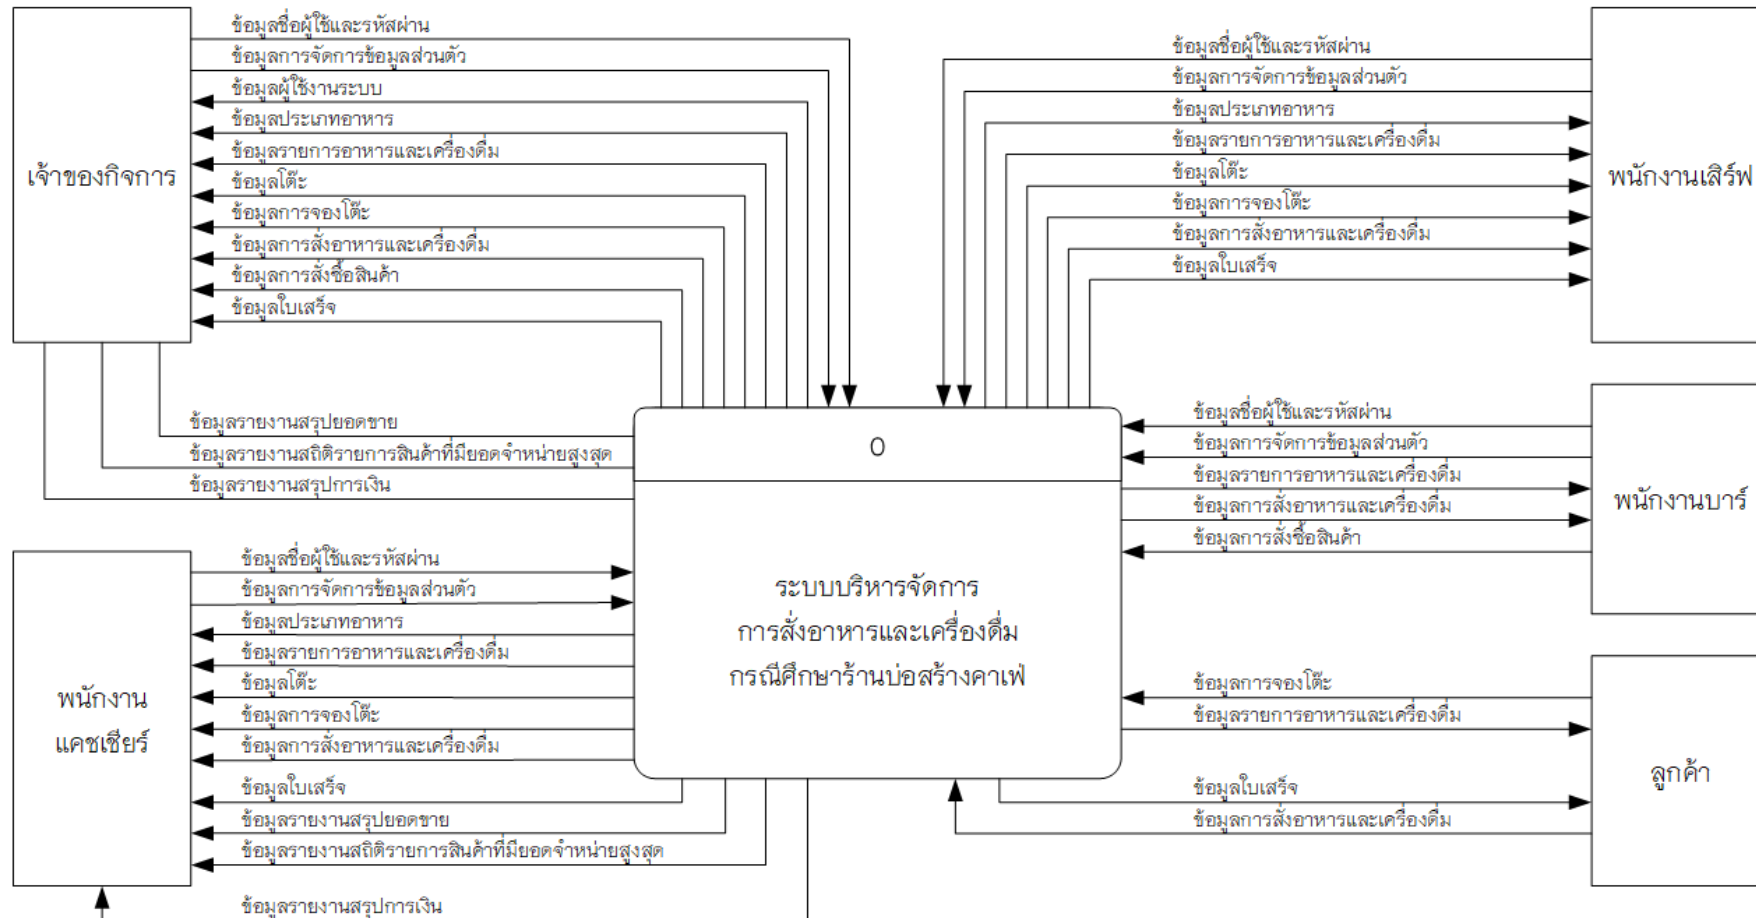 ข้อมูลชื่อผู้ใช้และรหัสผ่าน
ข้อมูลการจัดการข้อมูลส่วนตัว
ข้อมูลผู้ใช้งานระบบ
ข้อมูลประเภทอาหาร
ข้อมูลรายการอาหารและเครื่องดื่ม
เจ้าของกิจการ
ข้อมูลโต๊ะ
ข้อมูลการจองโต๊ะ
ข้อมูลการสั่งอาหารและเครื่องดื่ม
ข้อมูลการสั่งซื้อสินค้า
ข้อมูลใบเสร็จ
ข้อมูลรายงานสรุปยอดขาย
ข้อมูลรายงานสถิติรายการสินค้าที่มียอดจำหน่ายสูงสุด
ข้อมูลรายงานสรุปการเงิน
ข้อมูลชื่อผู้ใช้และรหัสผ่าน
ข้อมูลการจัดการข้อมูลส่วนตัว
ข้อมูลประเภทอาหาร
ข้อมูลรายการอาหารและเครื่องดื่ม
ข้อมูลโต๊ะ
พนักงาน
แคชเชียร์
ข้อมูลการจองโต๊ะ
ข้อมูลการสั่งอาหารและเครื่องดื่ม
ข้อมูลใบเสร็จ
ข้อมูลรายงานสรุปยอดขาย
ข้อมูลรายงานสถิติรายการสินค้าที่มียอดจำหน่ายสูงสุด
ข้อมูลรายงานสรุปการเงิน
0
ระบบบริหารจัดการ
การสั่งอาหารและเครื่องดื่ม
กรณีศึกษาร้านบ่อสร้างคาเฟ่
ข้อมูลชื่อผู้ใช้และรหัสผ่าน
ข้อมูลการจัดการข้อมูลส่วนตัว
ข้อมูลประเภทอาหาร
ข้อมูลรายการอาหารและเครื่องดื่ม
ข้อมูลโต๊ะ
พนักงานเสิร์ฟ
ข้อมูลการจองโต๊ะ
ข้อมูลการสั่งอาหารและเครื่องดื่ม
ข้อมูลใบเสร็จ
ข้อมูลชื่อผู้ใช้และรหัสผ่าน
ข้อมูลการจัดการข้อมูลส่วนตัว
ข้อมูลรายการอาหารและเครื่องดื่ม
พนักงานบาร์
ข้อมูลการสั่งอาหารและเครื่องดื่ม
ข้อมูลการสั่งซื้อสินค้า
ข้อมูลการจองโต๊ะ
ข้อมูลรายการอาหารและเครื่องดื่ม
ลูกค้า
ข้อมูลใบเสร็จ
ข้อมูลการสั่งอาหารและเครื่องดื่ม